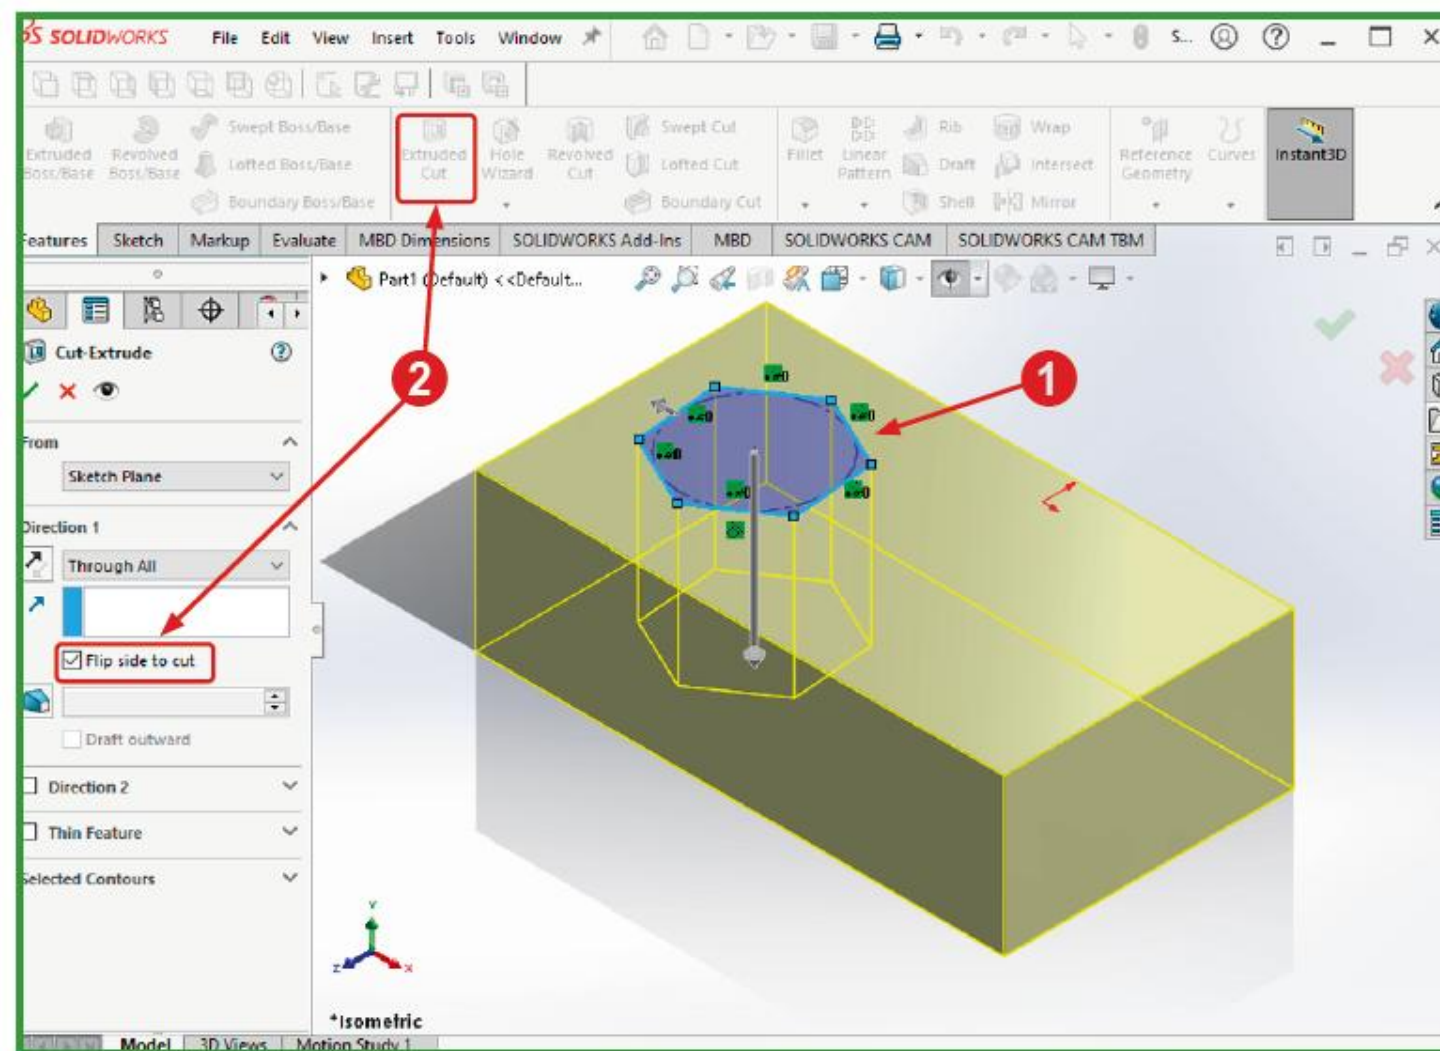 SOLIDWORKS File Edit View Insert Tools Window S...
Extruded Boss/Base Revolved Boss/Base Swept Boss/Base Extruded Cut Hole Wizard Revolved Cut Swept Cut Fillet Linear Pattern Rib Wrap Reference Geometry Curves Instant3D
Lofted Boss/Base Lofted Cut Draft Intersect
Boundary Boss/Base Boundary Cut Shell Mirror
Features Sketch Markup Evaluate MBD Dimensions SOLIDWORKS Add-Ins MBD SOLIDWORKS CAM SOLIDWORKS CAM TBM
Part1 (Default) <<Default...
Cut-Extrude
2
1
From
Sketch Plane
Direction 1
Through All
Flip side to cut
Draft outward
Direction 2
Thin Feature
Selected Contours
Y
Z X
*Isometric
Model 3D Views Motion Study 1